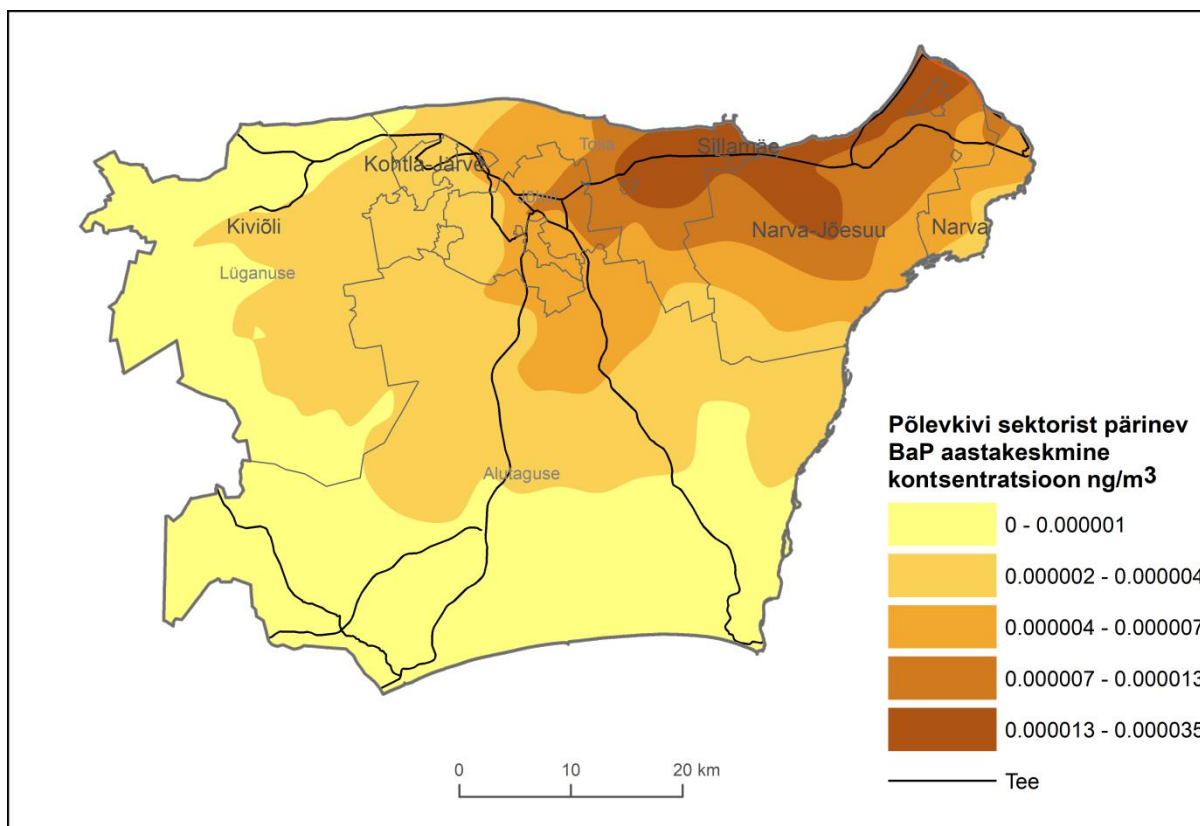 Toila
Sillamäe
Kohtla-Järve
Jõhvi
Kiviõli
Narva-Jõesuu
Narva
Lüganuse
Alutaguse
Põlevkivi sektorist pärinev
BaP aastakeskmine
kontsentratsioon ng/m³
0 - 0.000001
0.000002 - 0.000004
0.000004 - 0.000007
0.000007 - 0.000013
0.000013 - 0.000035
Tee
0 10 20 km